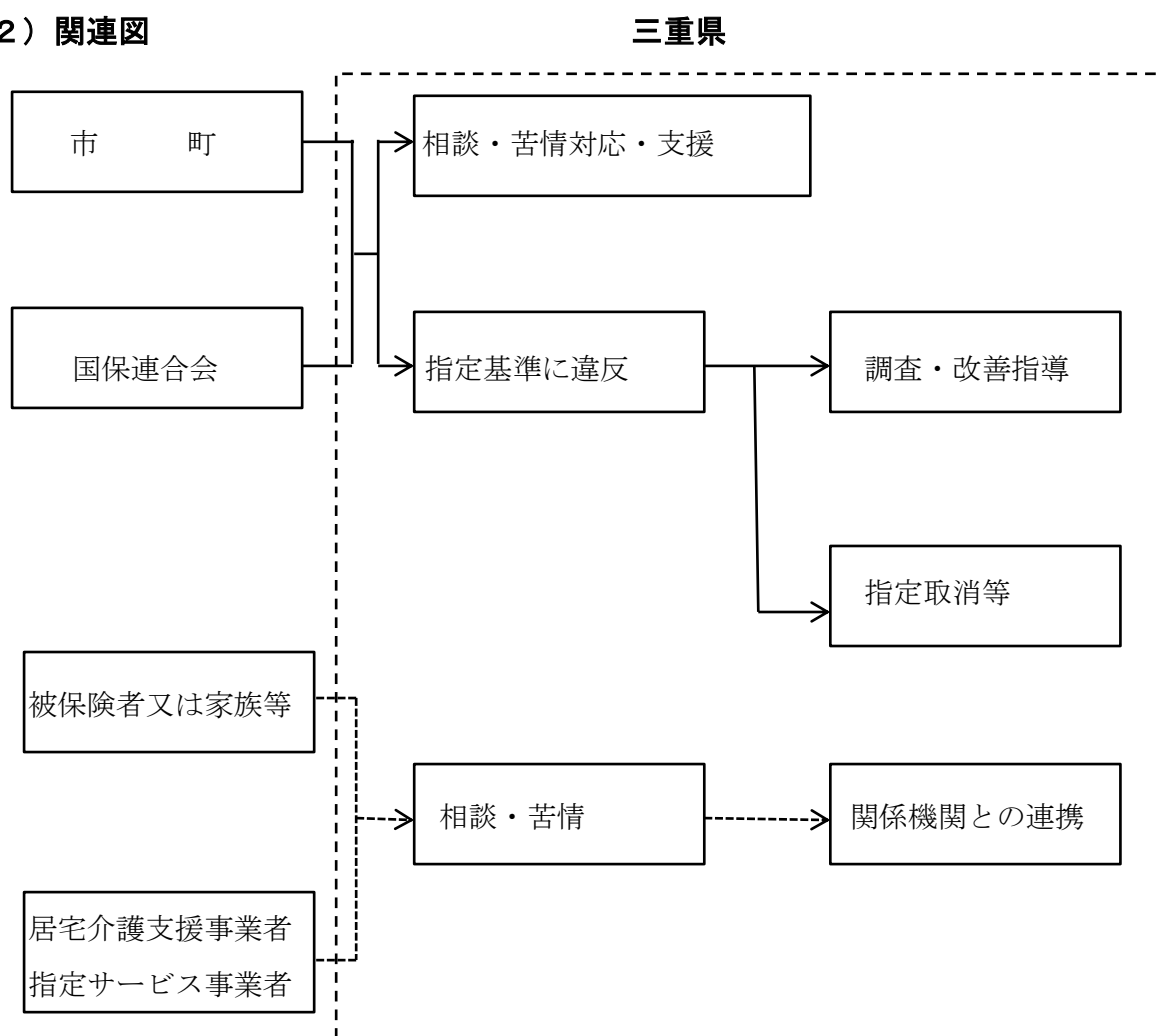 2）関連図
三重県
市　　町
相談・苦情対応・支援
国保連合会
指定基準に違反
調査・改善指導
指定取消等
被保険者又は家族等
相談・苦情
関係機関との連携
居宅介護支援事業者
指定サービス事業者